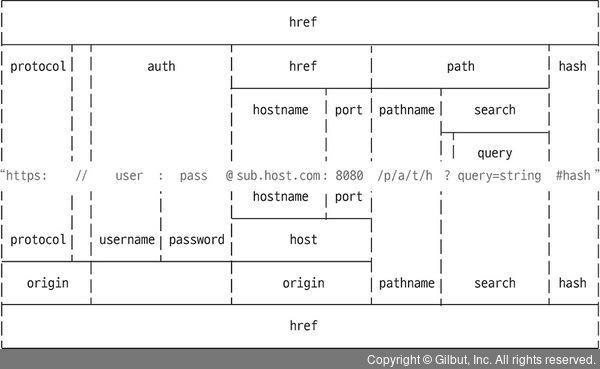 href
protocol auth href path hash
hostname port pathname search
query
“https: // user : pass @ sub.host.com: 8080 /p/a/t/h ? query=string #hash”
hostname port
protocol username password host
origin origin pathname search hash
href
Copyright © Gilbut, Inc. All rights reserved.